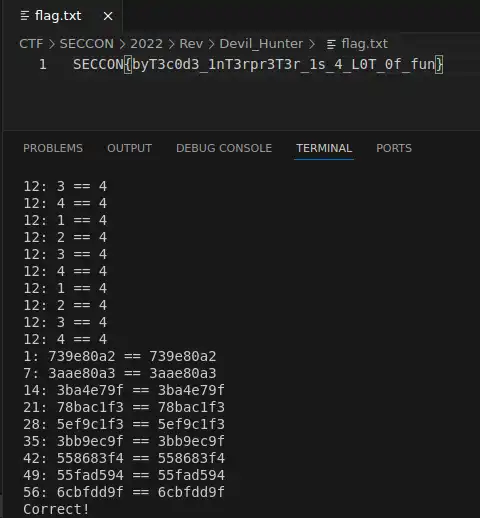 flag.txt
CTF > SECCON > 2022 > Rev > Devil_Hunter > flag.txt
1 SECCON{byT3c0d3_1nT3rpr3T3r_1s_4_L0T_0f_fun}
PROBLEMS OUTPUT DEBUG CONSOLE TERMINAL PORTS
12: 3 == 4
12: 4 == 4
12: 1 == 4
12: 2 == 4
12: 3 == 4
12: 4 == 4
12: 1 == 4
12: 2 == 4
12: 3 == 4
12: 4 == 4
1: 739e80a2 == 739e80a2
7: 3aae80a3 == 3aae80a3
14: 3ba4e79f == 3ba4e79f
21: 78bac1f3 == 78bac1f3
28: 5ef9c1f3 == 5ef9c1f3
35: 3bb9ec9f == 3bb9ec9f
42: 558683f4 == 558683f4
49: 55fad594 == 55fad594
56: 6cbfdd9f == 6cbfdd9f
Correct!